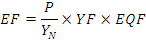 EF = P/Y_N × YF × EQF